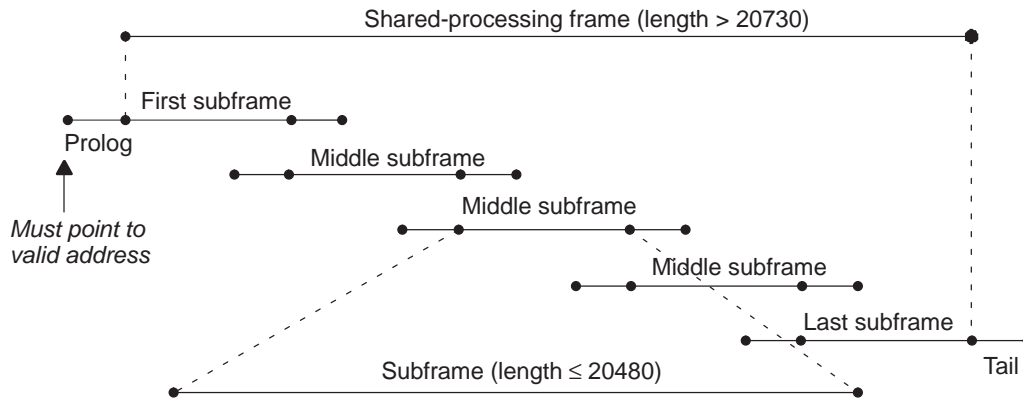 Shared-processing frame (length > 20730)
First subframe
Prolog
Middle subframe
Must point to
valid address
Middle subframe
Middle subframe
Last subframe
Tail
Subframe (length ≤ 20480)